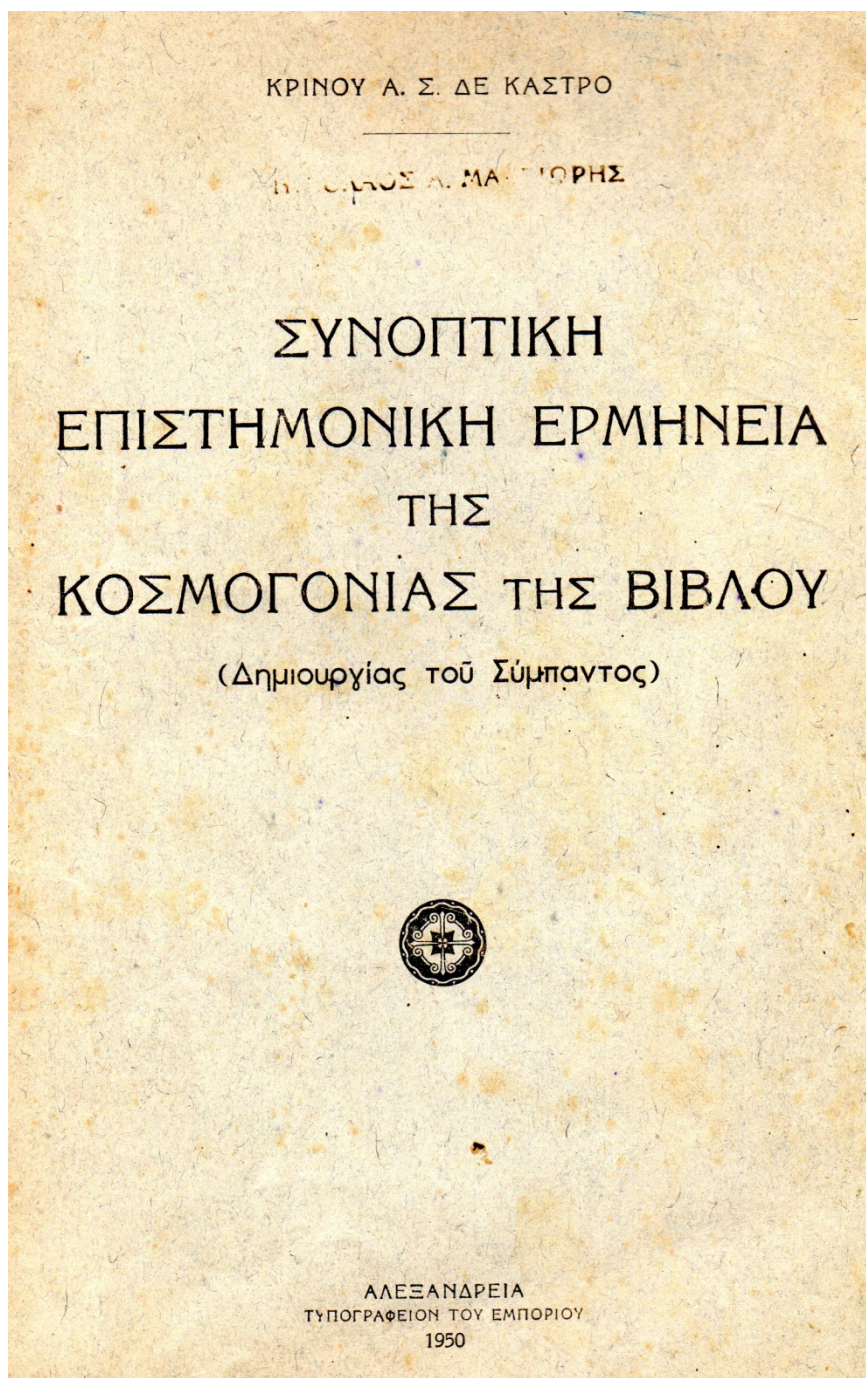 ΚΡΙΝΟΥ Α. Σ. ΔΕ ΚΑΣΤΡΟ
ΣΥΝΟΠΤΙΚΗ
ΕΠΙΣΤΗΜΟΝΙΚΗ ΕΡΜΗΝΕΙΑ
ΤΗΣ
ΚΟΣΜΟΓΟΝΙΑΣ ΤΗΣ ΒΙΒΛΟΥ
(Δημιουργίας τοῦ Σύμπαντος)
ΑΛΕΞΑΝΔΡΕΙΑ
ΤΥΠΟΓΡΑΦΕΙΟΝ ΤΟΥ ΕΜΠΟΡΙΟΥ
1950